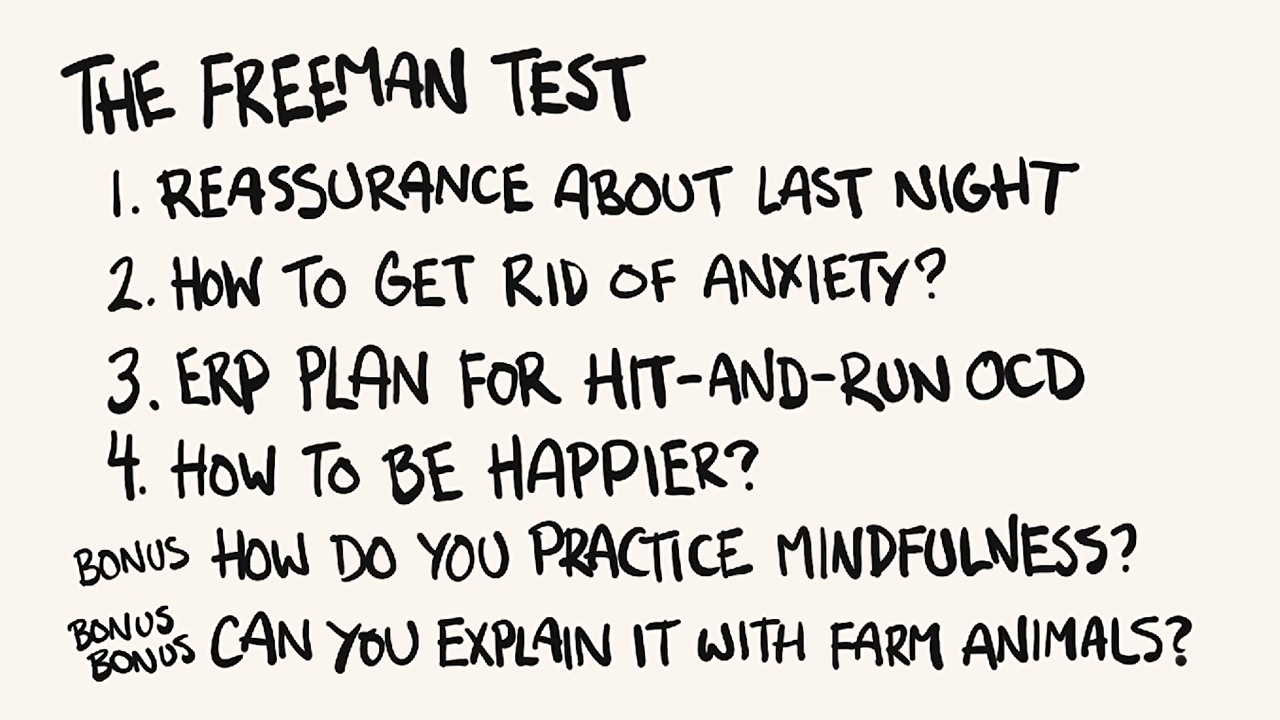 THE FREEMAN TEST
1. REASSURANCE ABOUT LAST NIGHT
2. HOW TO GET RID OF ANXIETY?
3. ERP PLAN FOR HIT-AND-RUN OCD
4. HOW TO BE HAPPIER?
BONUS HOW DO YOU PRACTICE MINDFULNESS?
BONUS BONUS CAN YOU EXPLAIN IT WITH FARM ANIMALS?